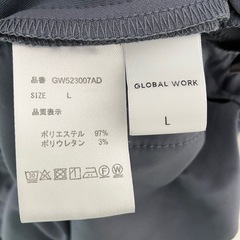 品番 GW523007AD
SIZE L
品質表示
ポリエステル 97%
ポリウレタン 3%
GLOBAL WORK
L